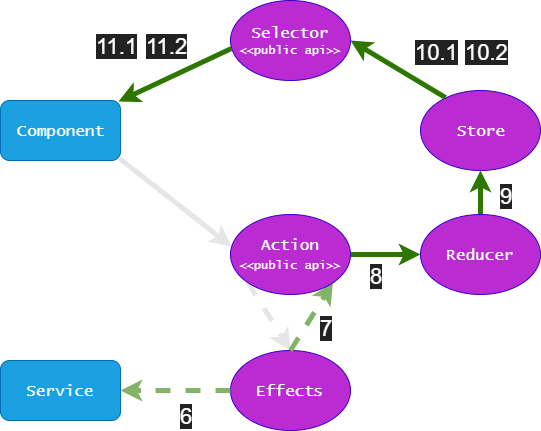 Selector
<<public api>>
11.1 11.2
10.1 10.2
Component
Store
9
Action
<<public api>>
8
Reducer
7
Service
6
Effects